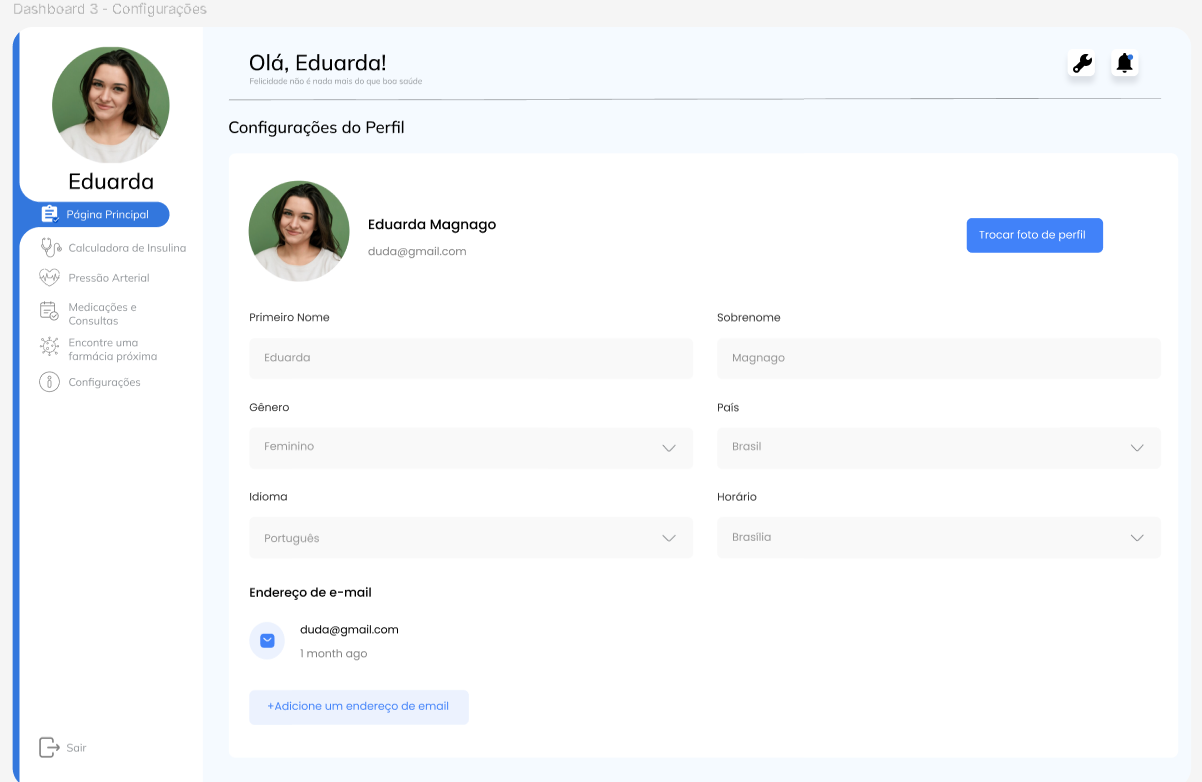 Dashboard 3 - Configurações
Eduarda
Página Principal
Calculadora de Insulina
Pressão Arterial
Medicações e
Consultas
Encontre uma
farmácia próxima
Configurações
Sair
Olá, Eduarda!
Felicidade não é nada mais do que boa saúde
Configurações do Perfil
Eduarda Magnago
duda@gmail.com
Trocar foto de perfil
Primeiro Nome
Sobrenome
Eduarda
Magnago
Gênero
País
Feminino
Brasil
Idioma
Horário
Português
Brasília
Endereço de e-mail
duda@gmail.com
1 month ago
+Adicione um endereço de email